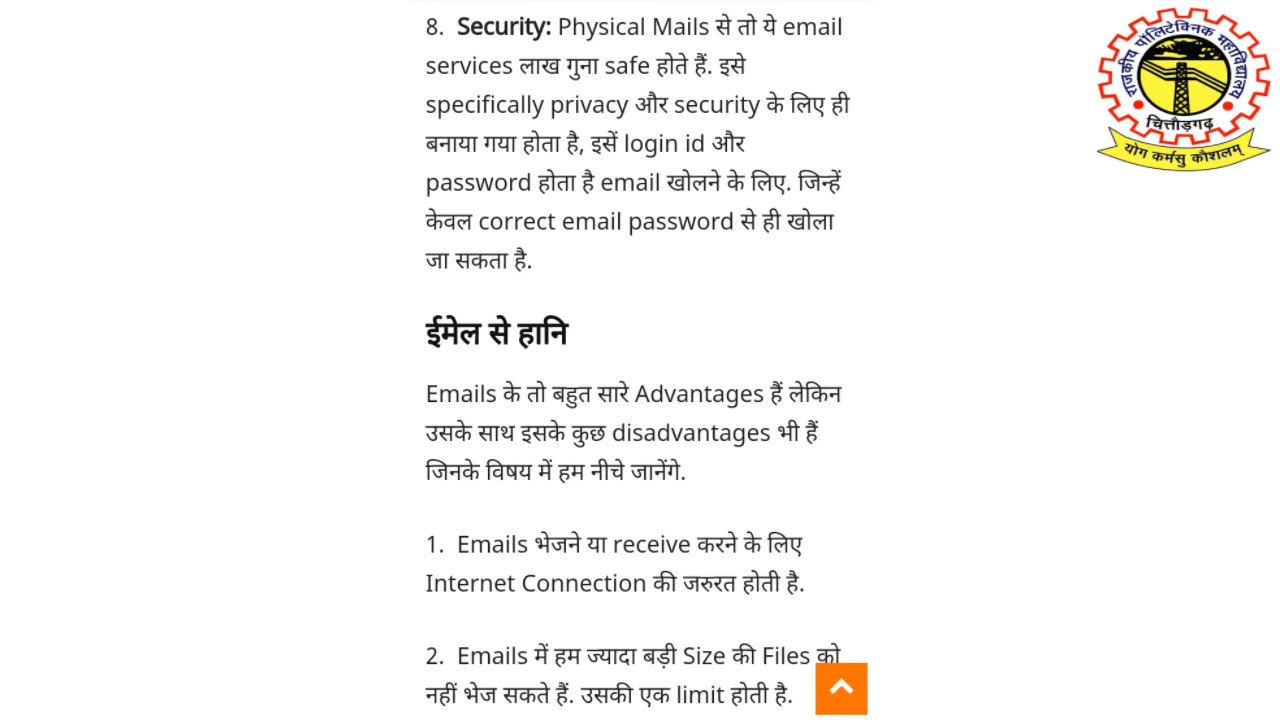 8. Security: Physical Mails से तो ये email
services लाख गुना safe होते हैं. इसे
specifically privacy और security के लिए ही
बनाया गया होता है, इसें login id और
password होता है email खोलने के लिए. जिन्हें
केवल correct email password से ही खोला
जा सकता है.
ईमेल से हानि
Emails के तो बहुत सारे Advantages हैं लेकिन
उसके साथ इसके कुछ disadvantages भी हैं
जिनके विषय में हम नीचे जानेंगे.
1. Emails भेजने या receive करने के लिए
Internet Connection की जरुरत होती है.
2. Emails में हम ज्यादा बड़ी Size की Files को
नहीं भेज सकते हैं. उसकी एक limit होती है.
राजकीय पॉलिटेक्निक महाविद्यालय
चित्तौड़गढ़
योग कर्मसु कौशलम्